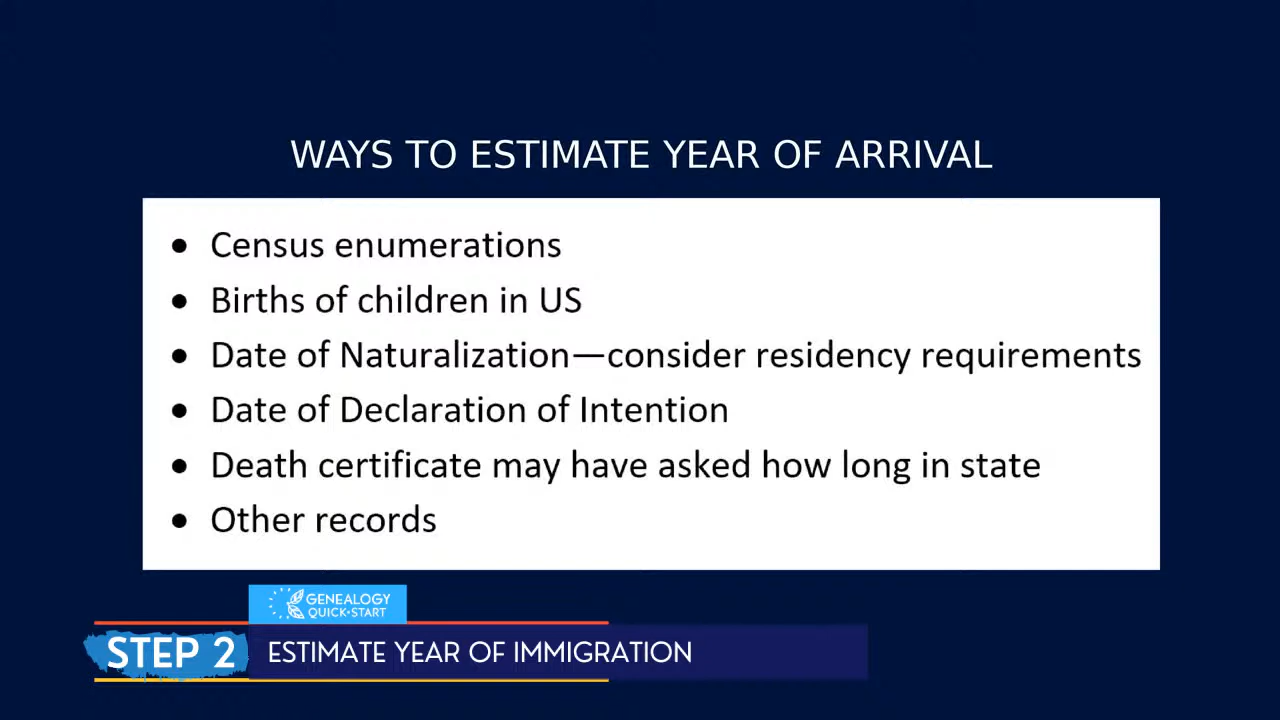 WAYS TO ESTIMATE YEAR OF ARRIVAL
• Census enumerations
• Births of children in US
• Date of Naturalization—consider residency requirements
• Date of Declaration of Intention
• Death certificate may have asked how long in state
• Other records
GENEALOGY
QUICK•START
STEP 2
ESTIMATE YEAR OF IMMIGRATION